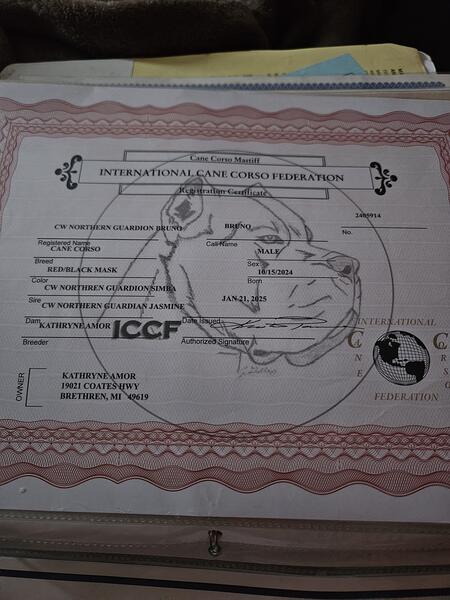 Cane Corso Mastiff
INTERNATIONAL CANE CORSO FEDERATION
Registration Certificate
2405914
No.
CW NORTHERN GUARDION BRUNO BRUNO
Registered Name Call Name
CANE CORSO MALE
Breed Sex
RED/BLACK MASK 10/15/2024
Color Born
CW NORTHREN GUARDION SIMBA
Sire JAN 21, 2025
CW NORTHERN GUARDIAN JASMINE
Dam Date Issued
KATHRYNE AMOR ICCF
Breeder Authorized Signature
INTERNATIONAL
CANE CORSO
FEDERATION
OWNER
KATHRYNE AMOR
19021 COATES HWY
BRETHREN, MI 49619